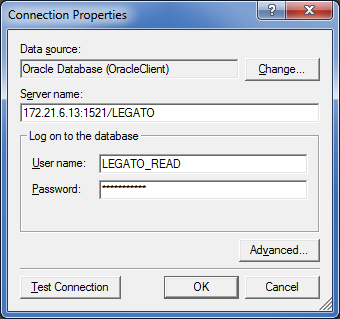 Connection Properties
Data source:
Oracle Database (OracleClient)
Change...
Server name:
172.21.6.13:1521/LEGATO
Log on to the database
User name:
LEGATO_READ
Password:
***********
Advanced...
Test Connection
OK
Cancel